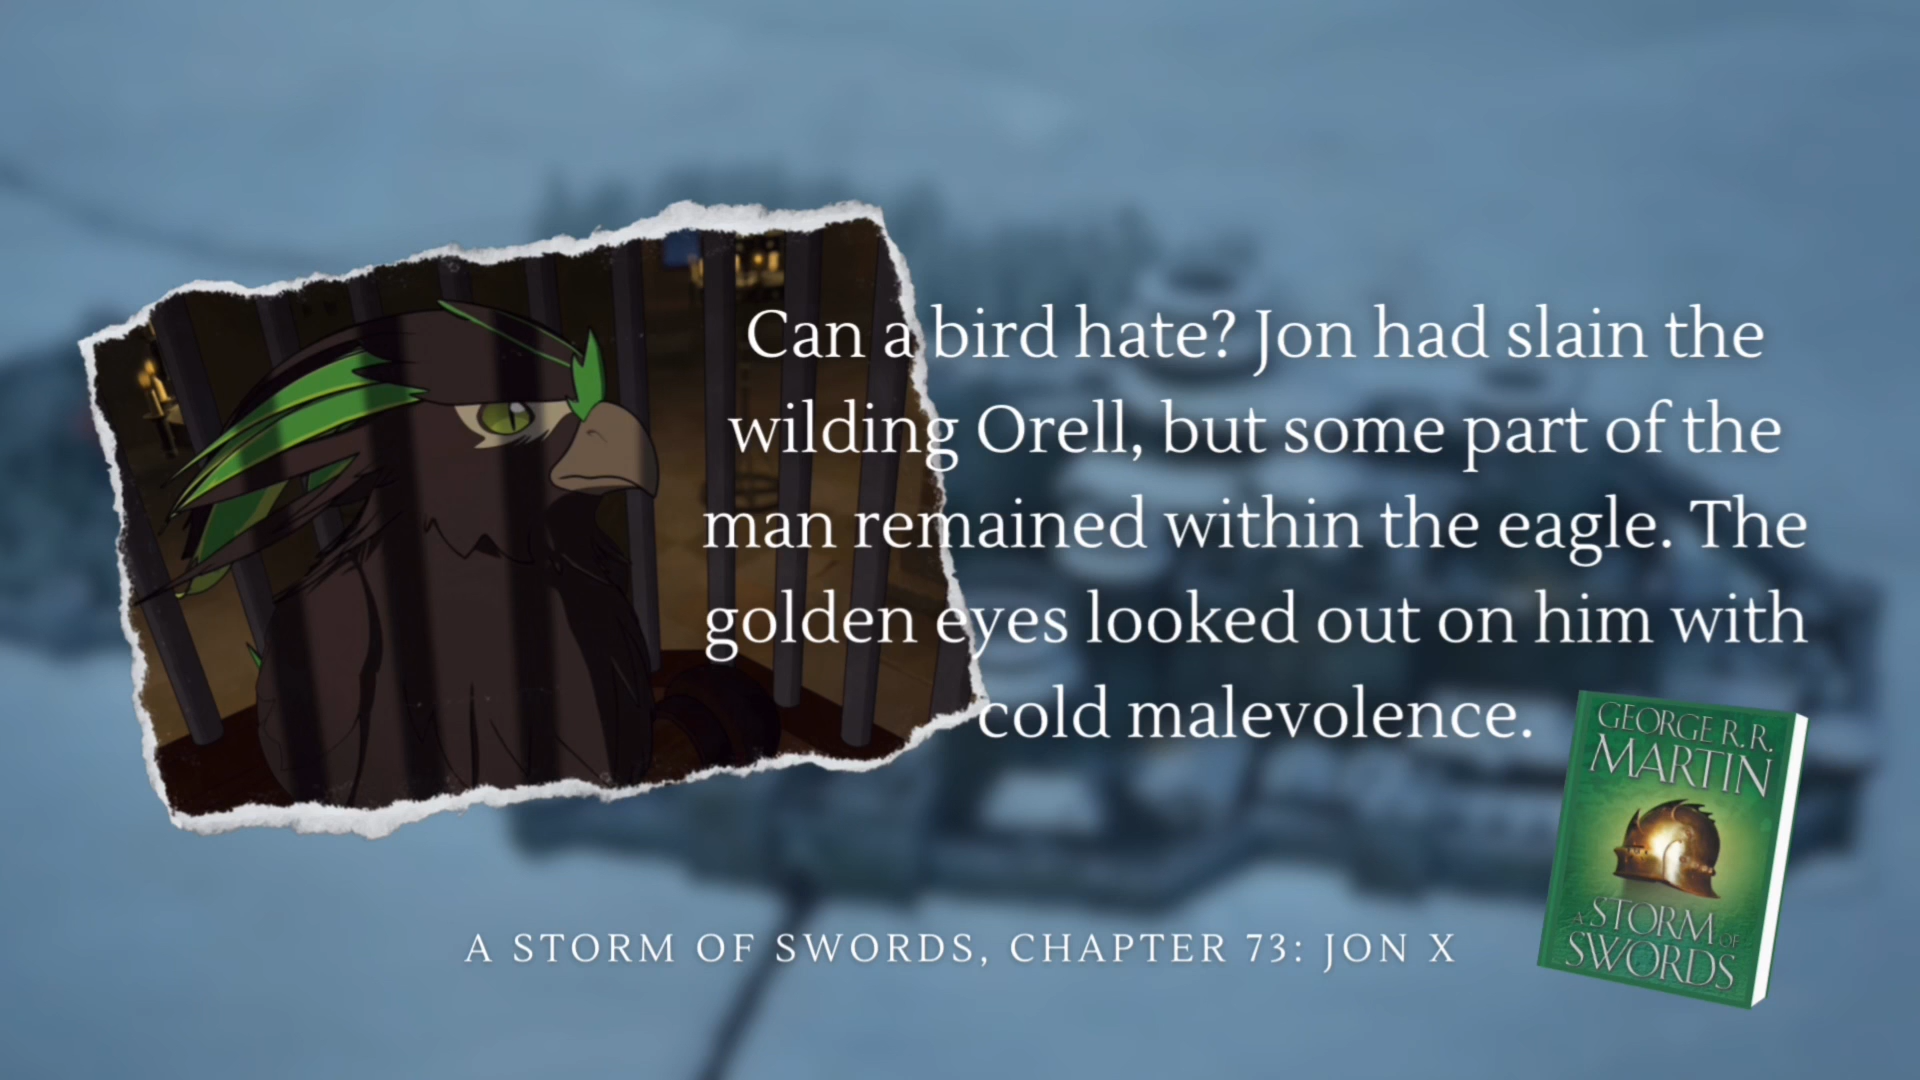 Can a bird hate? Jon had slain the
wilding Orell, but some part of the
man remained within the eagle. The
golden eyes looked out on him with
cold malevolence.
GEORGE R. R.
MARTIN
A STORM OF
SWORDS
A STORM OF SWORDS, CHAPTER 73: JON X